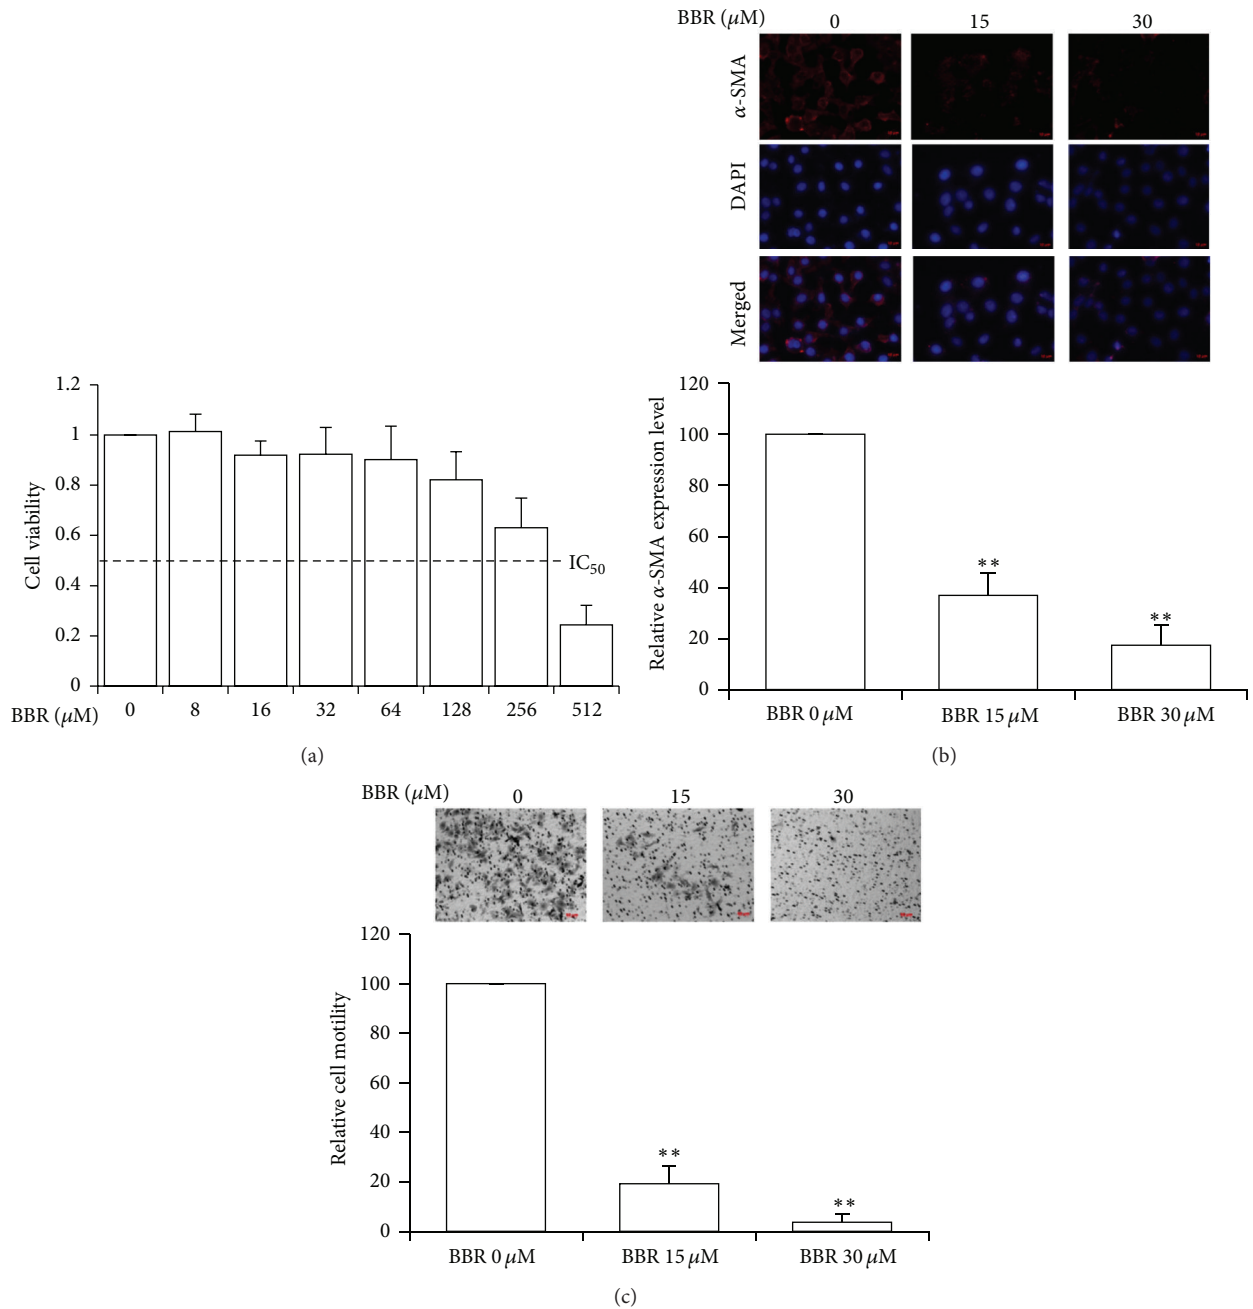 BBR (μM) 0 15 30
α-SMA
DAPI
Merged
1.2
1
0.8
0.6
0.4
0.2
0
Cell viability
IC50
BBR (μM) 0 8 16 32 64 128 256 512
(a)
120
100
80
60
40
20
0
Relative α-SMA expression level
**
**
BBR 0 μM BBR 15 μM BBR 30 μM
(b)
BBR (μM) 0 15 30
120
100
80
60
40
20
0
Relative cell motility
**
**
BBR 0 μM BBR 15 μM BBR 30 μM
(c)